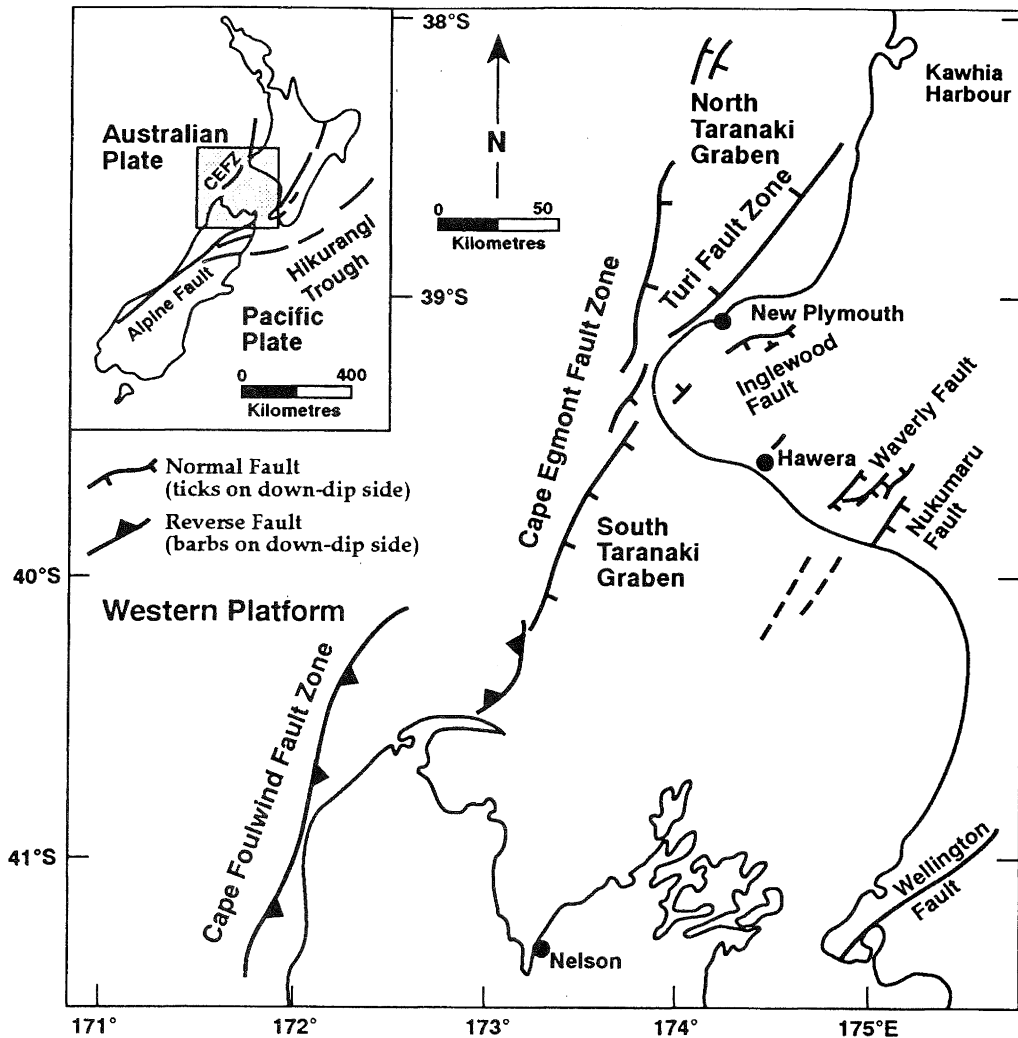 38°S
Kawhia
Harbour
North
Taranaki
Graben
N
0 50
Kilometres
Australian
Plate
CEFZ
Hikurangi
Trough
Alpine Fault
Pacific
Plate
0 400
Kilometres
39°S
Turi Fault Zone
New Plymouth
Inglewood
Fault
Cape Egmont Fault Zone
Waverly Fault
Hawera
Nukumaru
Fault
Normal Fault
(ticks on down-dip side)
Reverse Fault
(barbs on down-dip side)
South
Taranaki
Graben
40°S
Western Platform
Cape Foulwind Fault Zone
41°S
Wellington
Fault
Nelson
171°
172°
173°
174°
175°E